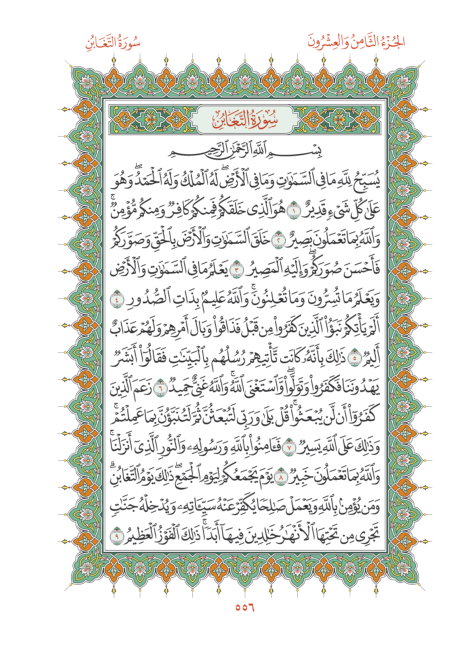 الجُزْءُ الثَّامِنُ وَالعِشْرُونَ
سُورَةُ التَّغَابُنِ
سُورَةُ التَّغَابُنِ
بِسْمِ اللَّهِ الرَّحْمَٰنِ الرَّحِيمِ
يُسَبِّحُ لِلَّهِ مَا فِي ٱلسَّمَٰوَٰتِ وَمَا فِي ٱلْأَرْضِۖ لَهُ ٱلْمُلْكُ وَلَهُ ٱلْحَمْدُۖ وَهُوَ
عَلَىٰ كُلِّ شَيْءٖ قَدِيرٌ ١ هُوَ ٱلَّذِي خَلَقَكُمْ فَمِنكُمْ كَافِرٞ وَمِنكُم مُّؤْمِنٞۚ
وَٱللَّهُ بِمَا تَعْمَلُونَ بَصِيرٌ ٢ خَلَقَ ٱلسَّمَٰوَٰتِ وَٱلْأَرْضَ بِٱلْحَقِّ وَصَوَّرَكُمْ
فَأَحْسَنَ صُوَرَكُمْۖ وَإِلَيْهِ ٱلْمَصِيرُ ٣ يَعْلَمُ مَا فِي ٱلسَّمَٰوَٰتِ وَٱلْأَرْضِ
وَيَعْلَمُ مَا تُسِرُّونَ وَمَا تُعْلِنُونَۚ وَٱللَّهُ عَلِيمُۢ بِذَاتِ ٱلصُّدُورِ ٤
أَلَمْ يَأْتِكُمْ نَبَؤُاْ ٱلَّذِينَ كَفَرُواْ مِن قَبْلُ فَذَاقُواْ وَبَالَ أَمْرِهِمْ وَلَهُمْ عَذَابٌ
أَلِيمٞ ٥ ذَٰلِكَ بِأَنَّهُۥ كَانَت تَّأْتِيهِمْ رُسُلُهُم بِٱلْبَيِّنَٰتِ فَقَالُوٓاْ أَبَشَرٞ
يَهْدُونَنَا فَكَفَرُواْ وَتَوَلَّواْۖ وَّٱسْتَغْنَى ٱللَّهُۚ وَٱللَّهُ غَنِيٌّ حَمِيدٞ ٦ زَعَمَ ٱلَّذِينَ
كَفَرُوٓاْ أَن لَّن يُبْعَثُواْۚ قُلْ بَلَىٰ وَرَبِّي لَتُبْعَثُنَّ ثُمَّ لَتُنَبَّؤُنَّ بِمَا عَمِلْتُمْۚ
وَذَٰلِكَ عَلَى ٱللَّهِ يَسِيرٞ ٧ فَـَٔامِنُواْ بِٱللَّهِ وَرَسُولِهِۦ وَٱلنُّورِ ٱلَّذِيٓ أَنزَلْنَاۚ
وَٱللَّهُ بِمَا تَعْمَلُونَ خَبِيرٞ ٨ يَوْمَ يَجْمَعُكُمْ لِيَوْمِ ٱلْجَمْعِۖ ذَٰلِكَ يَوْمُ ٱلتَّغَابُنِۗ
وَمَن يُؤْمِنۢ بِٱللَّهِ وَيَعْمَلْ صَٰلِحٗا يُكَفِّرْ عَنْهُ سَيِّـَٔاتِهِۦ وَيُدْخِلْهُ جَنَّٰتٖ
تَجْرِي مِن تَحْتِهَا ٱلْأَنْهَٰرُ خَٰلِدِينَ فِيهَآ أَبَدٗاۚ ذَٰلِكَ ٱلْفَوْزُ ٱلْعَظِيمُ ٩
٥٥٦